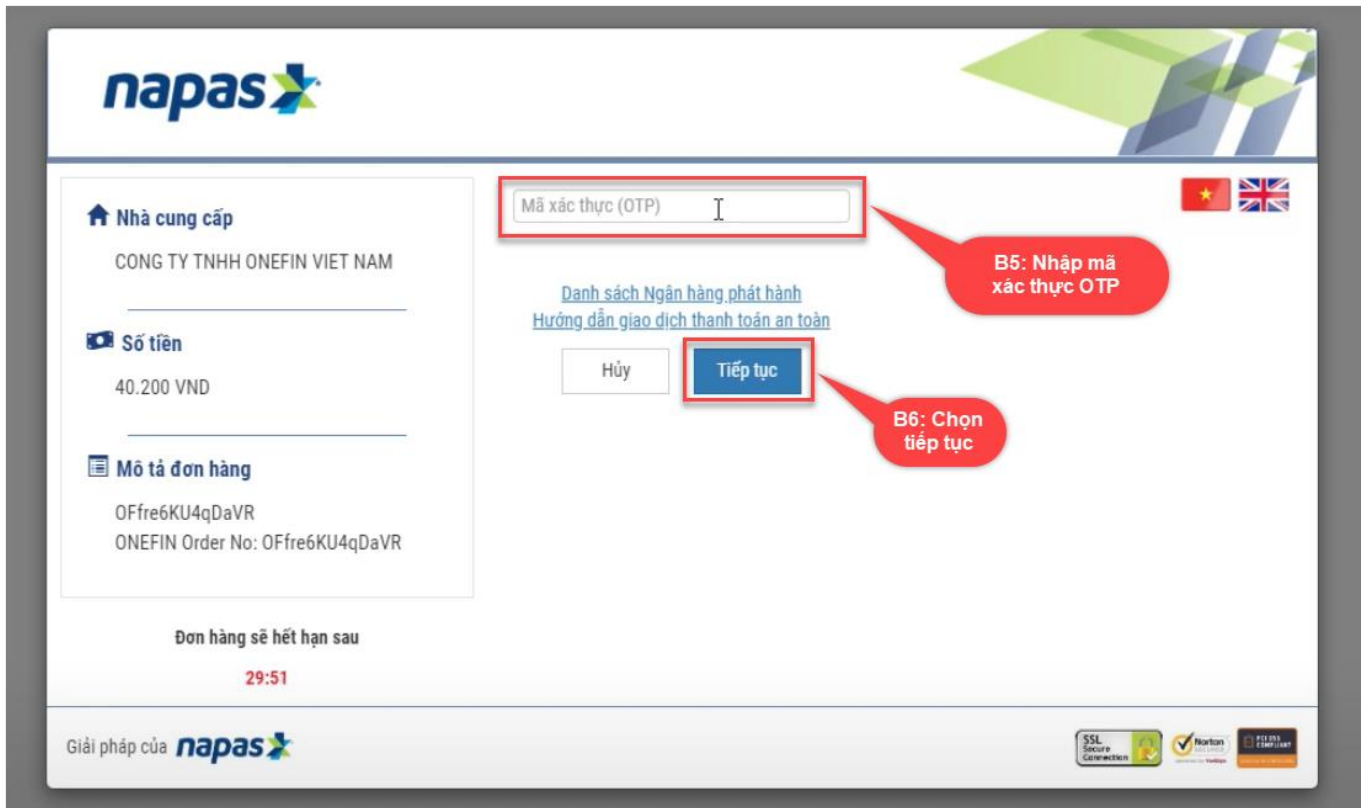 napas
Nhà cung cấp
CONG TY TNHH ONEFIN VIET NAM
Số tiền
40.200 VND
Mô tả đơn hàng
OFfre6KU4qDaVR
ONEFIN Order No: OFfre6KU4qDaVR
Đơn hàng sẽ hết hạn sau
29:51
Mã xác thực (OTP)
B5: Nhập mã
xác thực OTP
Danh sách Ngân hàng phát hành
Hướng dẫn giao dịch thanh toán an toàn
Hủy
Tiếp tục
B6: Chọn
tiếp tục
Giải pháp của napas
SSL
Secure
Connection
Norton
PCI DSS
COMPLIANT